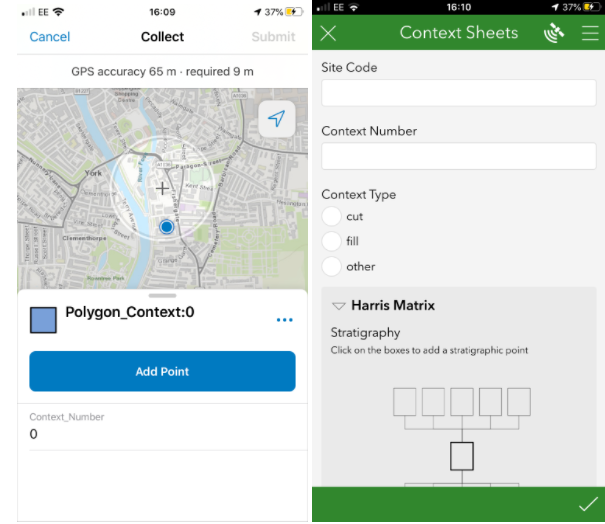 EE 16:09 37%
Cancel Collect Submit
GPS accuracy 65 m · required 9 m
York
Clementhorpe
Polygon_Context:0
Add Point
Context_Number
0
EE 16:10 37%
Context Sheets
Site Code
Context Number
Context Type
cut
fill
other
Harris Matrix
Stratigraphy
Click on the boxes to add a stratigraphic point